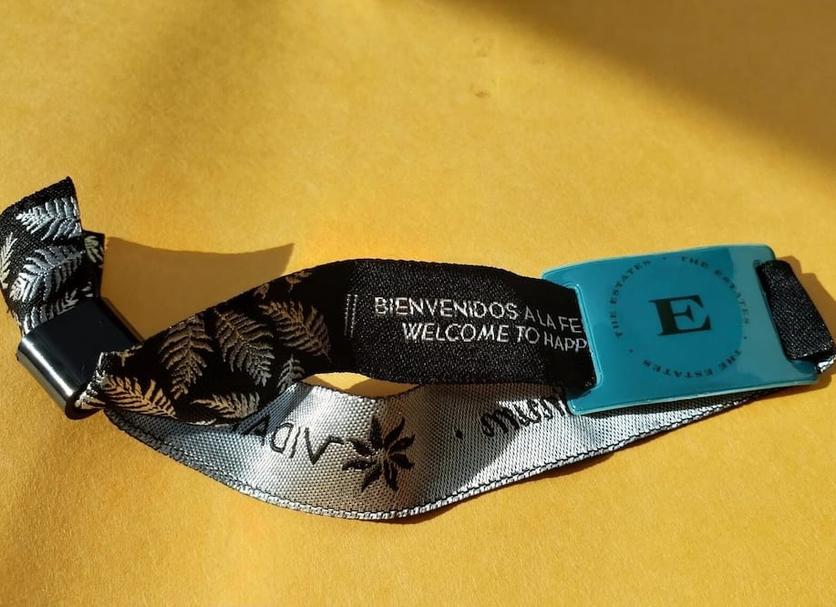 BIENVENIDOS A LA FE
WELCOME TO HAPP
THE ESTATES • THE ESTATES • THE ESTATES •
E
VIDA